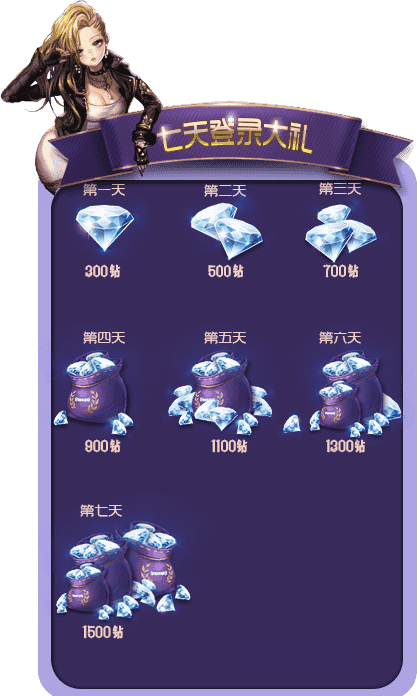 七天登录大礼
第一天
第二天
第三天
300钻
500钻
700钻
第四天
第五天
第六天
900钻
1100钻
1300钻
第七天
1500钻